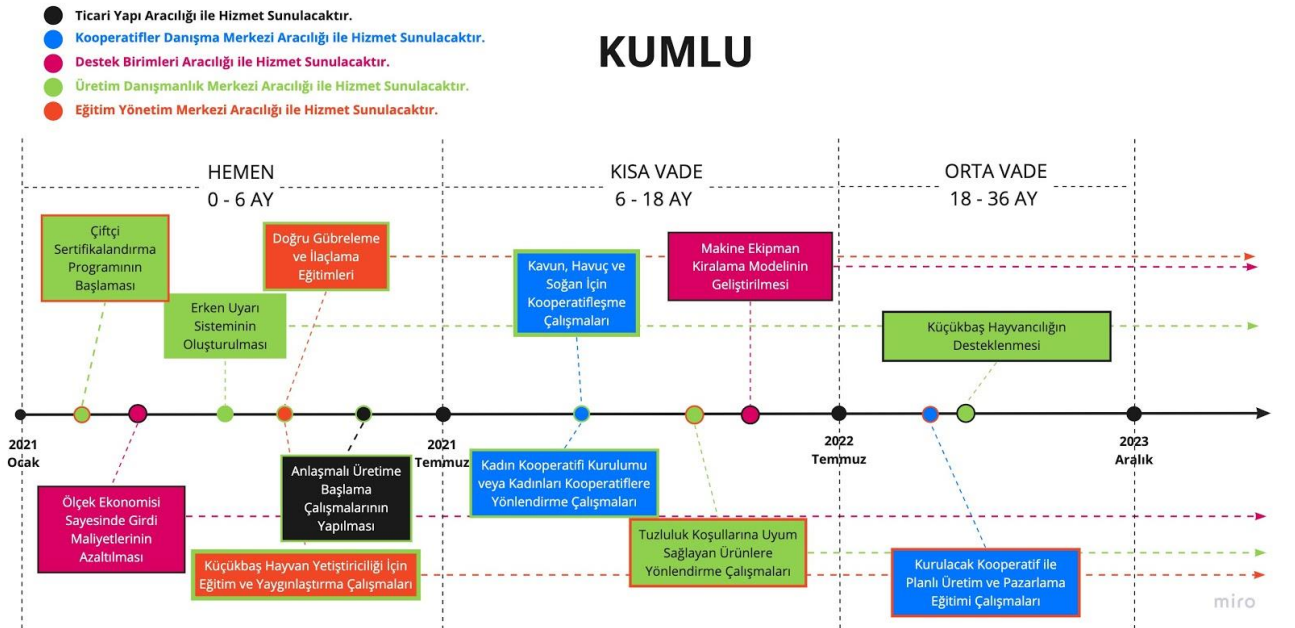 Ticari Yapı Aracılığı ile Hizmet Sunulacaktır.
Kooperatifler Danışma Merkezi Aracılığı ile Hizmet Sunulacaktır.
Destek Birimleri Aracılığı ile Hizmet Sunulacaktır.
Üretim Danışmanlık Merkezi Aracılığı ile Hizmet Sunulacaktır.
Eğitim Yönetim Merkezi Aracılığı ile Hizmet Sunulacaktır.
KUMLU
HEMEN
0 - 6 AY
KISA VADE
6 - 18 AY
ORTA VADE
18 - 36 AY
Çiftçi
Sertifikalandırma
Programının
Başlaması
Erken Uyarı
Sisteminin
Oluşturulması
Doğru Gübreleme
ve İlaçlama
Eğitimleri
Kavun, Havuç ve
Soğan İçin
Kooperatifleşme
Çalışmaları
Makine Ekipman
Kiralama Modelinin
Geliştirilmesi
Küçükbaş Hayvancılığın
Desteklenmesi
2021
Ocak
2021
Temmuz
2022
Temmuz
2023
Aralık
Ölçek Ekonomisi
Sayesinde Girdi
Maliyetlerinin
Azaltılması
Anlaşmalı Üretime
Başlama
Çalışmalarının
Yapılması
Küçükbaş Hayvan Yetiştiriciliği İçin
Eğitim ve Yaygınlaştırma Çalışmaları
Kadın Kooperatifi Kurulumu
veya Kadınları Kooperatiflere
Yönlendirme Çalışmaları
Tuzluluk Koşullarına Uyum
Sağlayan Ürünlere
Yönlendirme Çalışmaları
Kurulacak Kooperatif ile
Planlı Üretim ve Pazarlama
Eğitimi Çalışmaları
miro